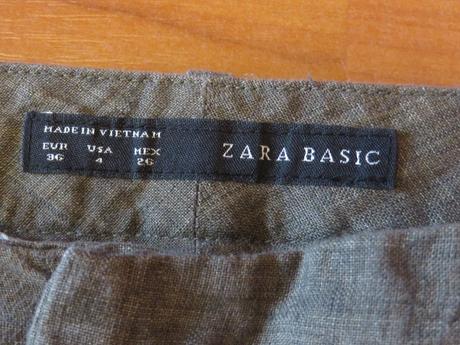 MADE IN VIETNAM
EUR USA MEX
36 4 26
ZARA BASIC